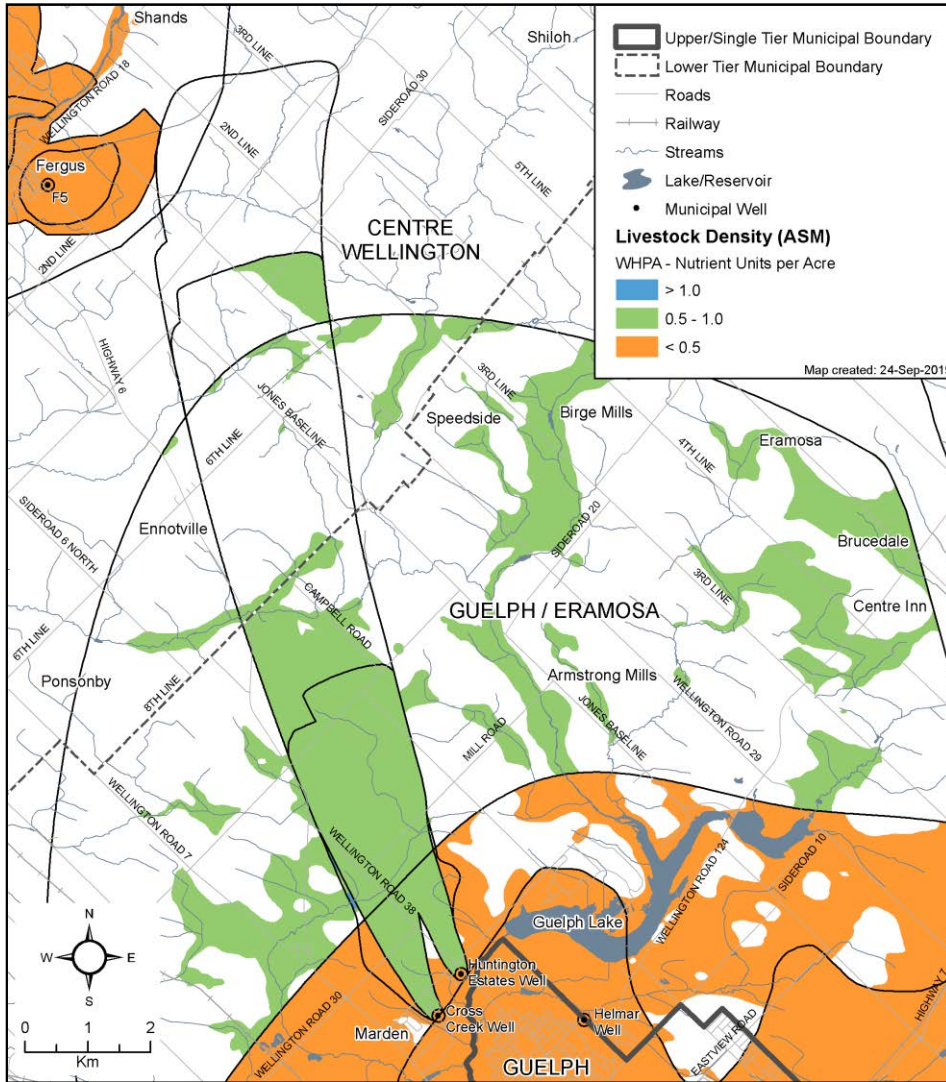 Shands
3RD LINE
Shiloh
SIDEROAD 30
WELLINGTON ROAD 18
2ND LINE
5TH LINE
Fergus
F5
2ND LINE
CENTRE
WELLINGTON
HIGHWAY 6
JONES BASELINE
6TH LINE
3RD LINE
Speedside
Birge Mills
4TH LINE
Eramosa
SIDEROAD 6 NORTH
Ennotville
SIDEROAD 20
Brucedale
3RD LINE
Centre Inn
CAMPBELL ROAD
GUELPH / ERAMOSA
6TH LINE
Ponsonby
8TH LINE
Armstrong Mills
WELLINGTON ROAD 29
JONES BASELINE
MILL ROAD
WELLINGTON ROAD 7
WELLINGTON ROAD 38
WELLINGTON ROAD 124
SIDEROAD 10
Guelph Lake
Huntington
Estates Well
Cross
Creek Well
Helmar
Well
HIGHWAY 7
WELLINGTON ROAD 30
Marden
EASTVIEW ROAD
GUELPH
N
W E
S
0 1 2
Km
Upper/Single Tier Municipal Boundary
Lower Tier Municipal Boundary
Roads
Railway
Streams
Lake/Reservoir
Municipal Well
Livestock Density (ASM)
WHPA - Nutrient Units per Acre
> 1.0
0.5 - 1.0
< 0.5
Map created: 24-Sep-2015